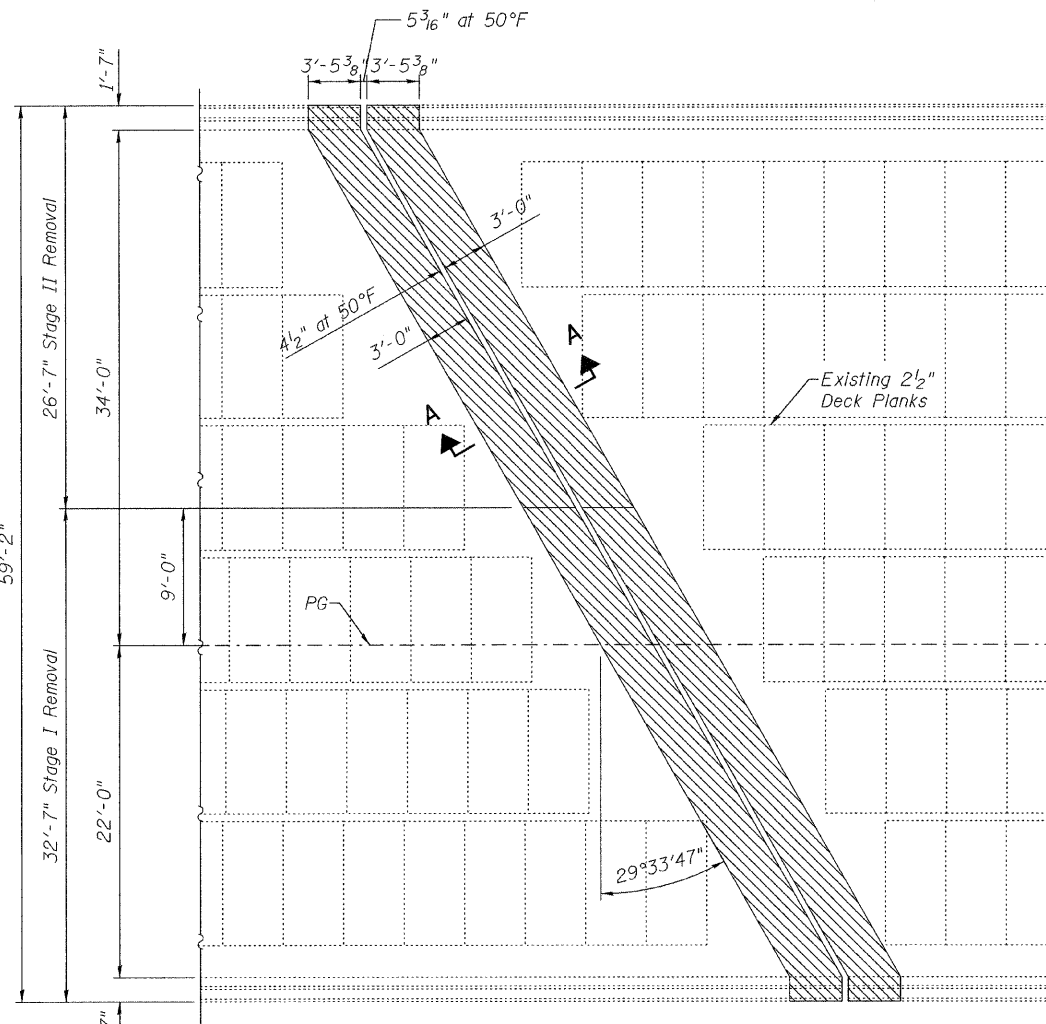 5 3/16" at 50°F
1'-7"
3'-5 3/8"
3'-5 3/8"
26'-7" Stage II Removal
34'-0"
3'-0"
4 1/2" at 50°F
3'-0"
A
A
Existing 2 1/2"
Deck Planks
59'-2"
9'-0"
PG
32'-7" Stage I Removal
22'-0"
29°33'47"
7"